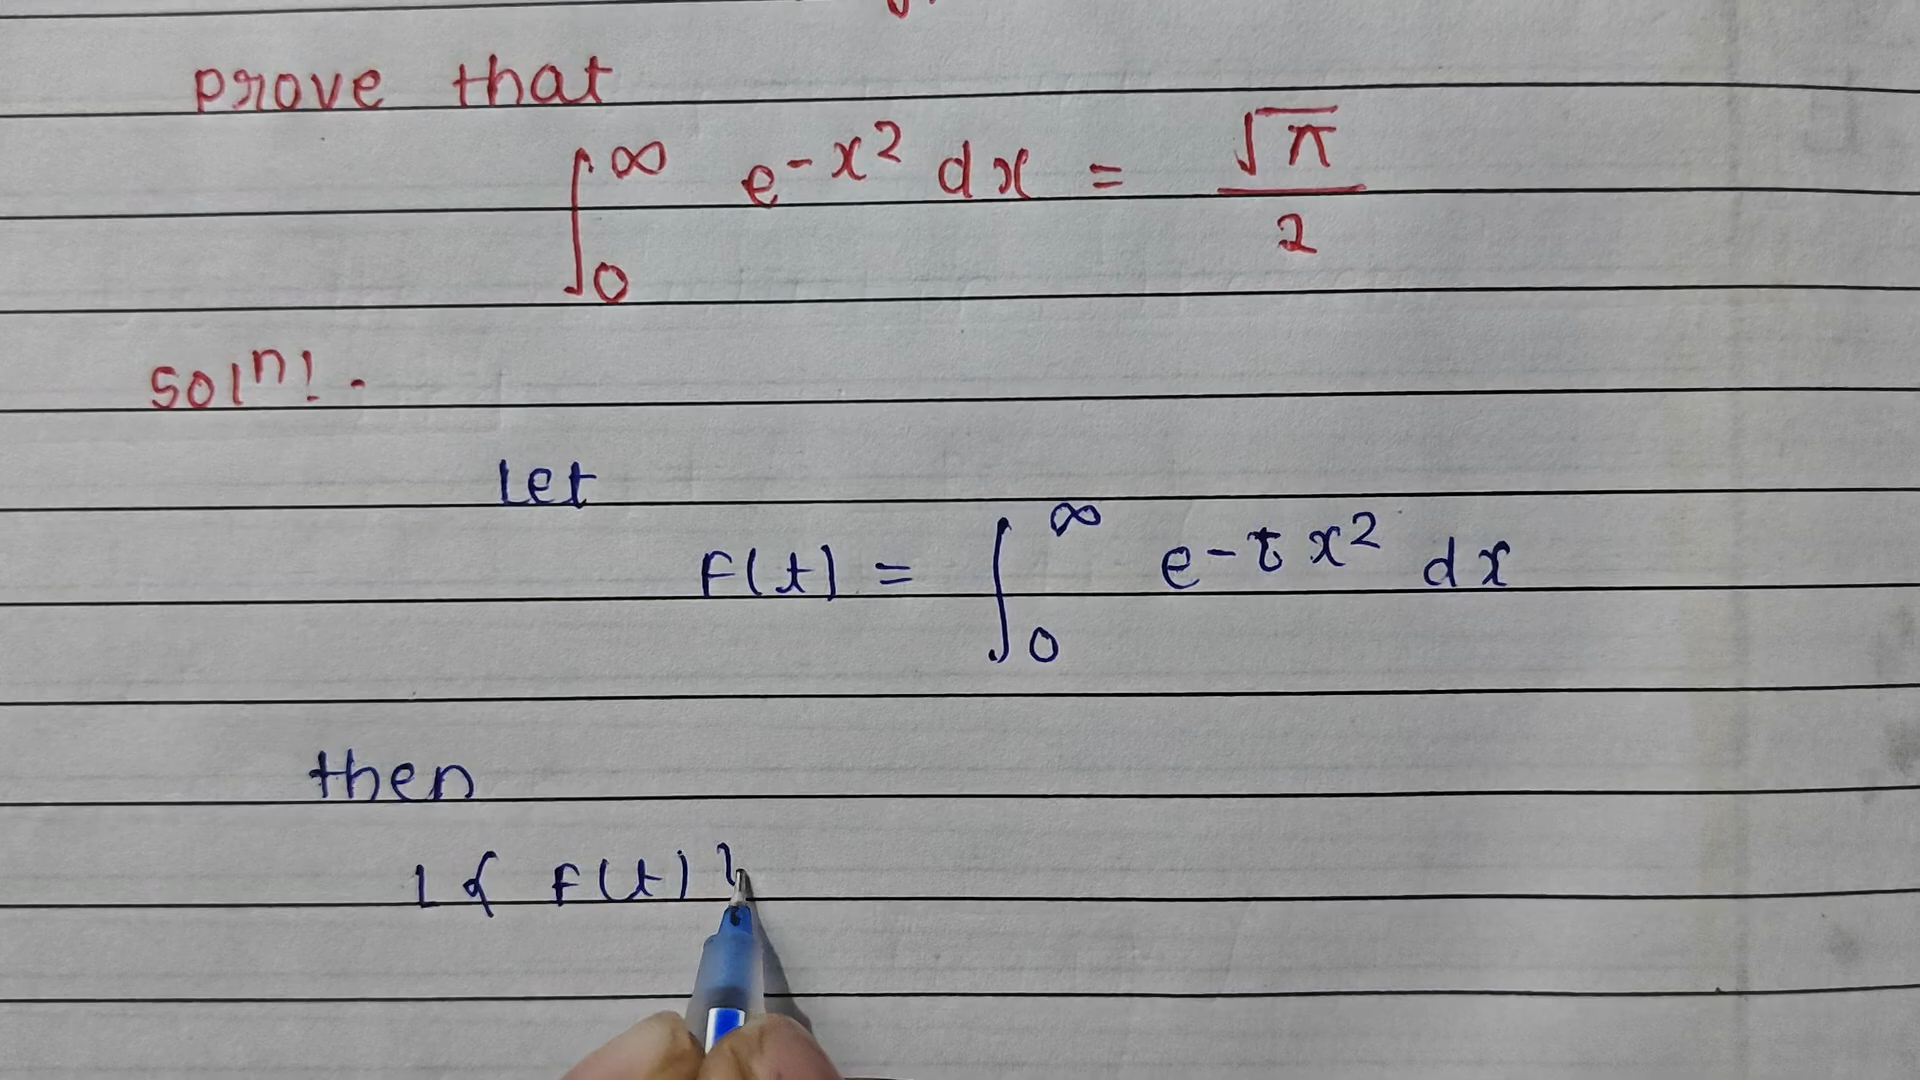 prove that
∫₀^∞ e^{-x²} dx = √π / 2
Solⁿ! -
Let
F(t) = ∫₀^∞ e^{-tx²} dx
then
L{ F(t) }